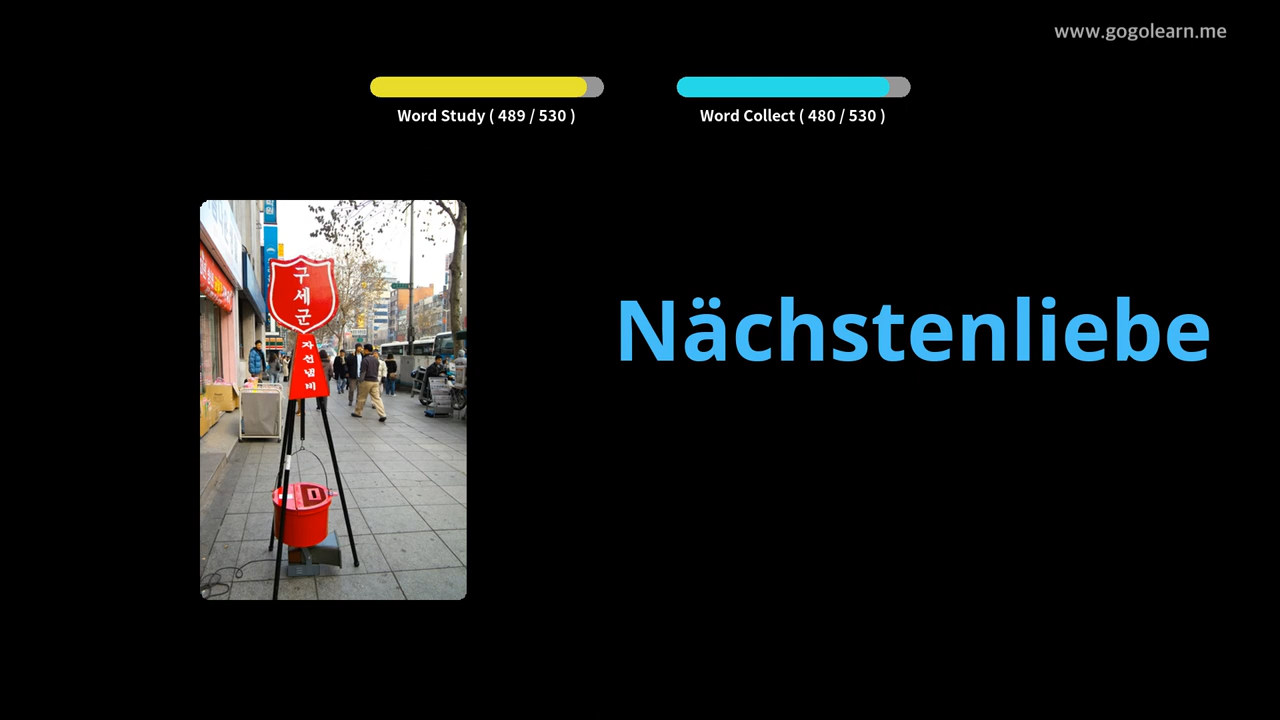 www.gogolearn.me
Word Study ( 489 / 530 )
Word Collect ( 480 / 530 )
구
세
군
자
선
냄
비
Nächstenliebe